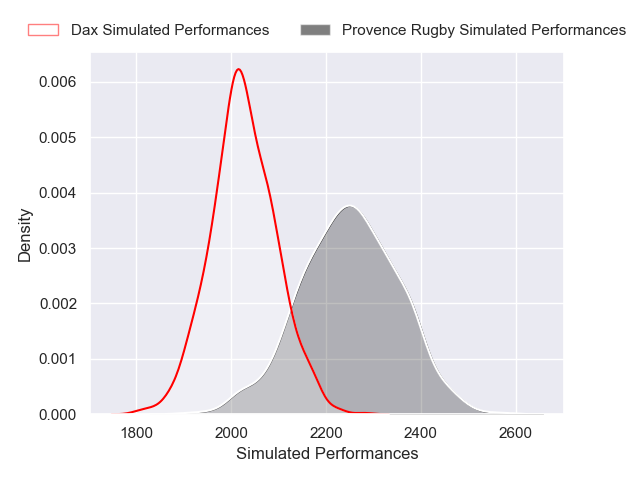 Dax Simulated Performances Provence Rugby Simulated Performances
0.006
0.005
0.004
0.003
0.002
0.001
0.000
Density
1800 2000 2200 2400 2600
Simulated Performances